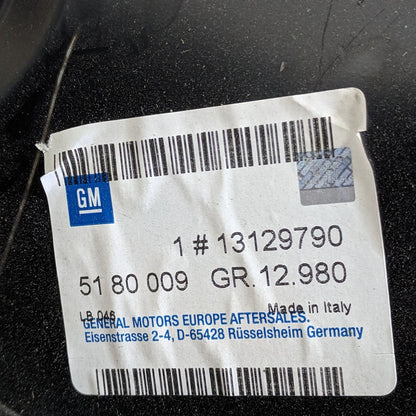 GM
1 # 13129790
51 80 009 GR.12.980
LB 046 Made in Italy
GENERAL MOTORS EUROPE AFTERSALES.
Eisenstrasse 2-4, D-65428 Rüsselsheim Germany